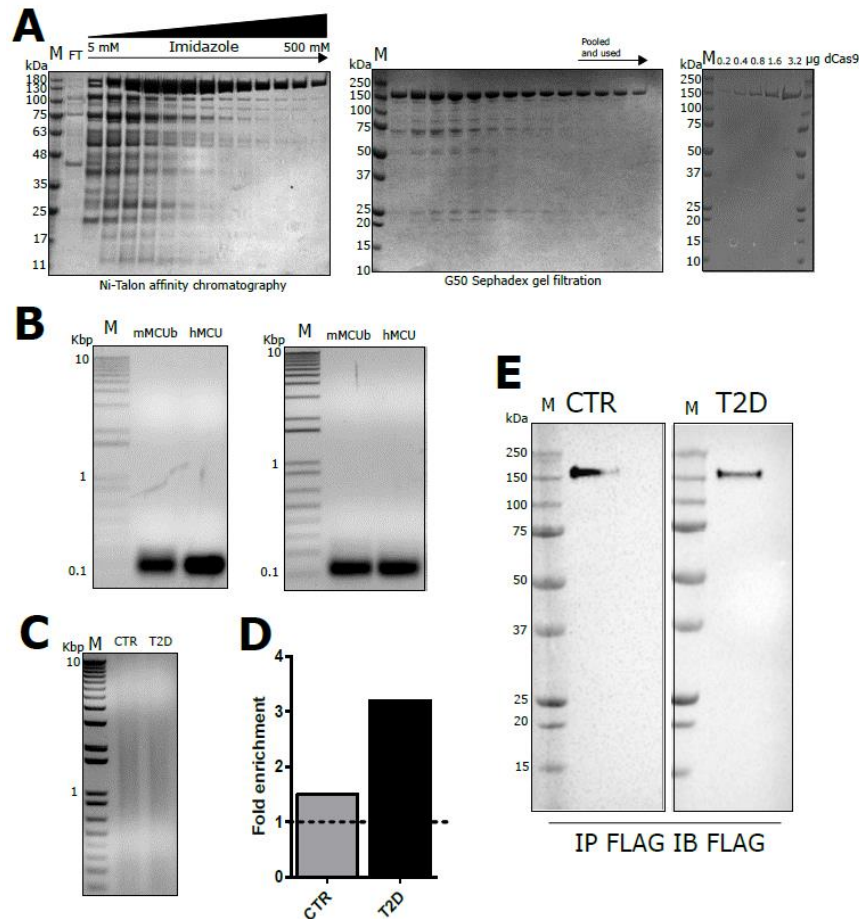 A
M FT 5 mM Imidazole 500 mM
kDa
180
130
100
75
63
48
35
25
17
11
Ni-Talon affinity chromatography
M
Pooled
and used
kDa
250
150
100
75
50
37
25
20
15
10
G50 Sephadex gel filtration
M 0.2 0.4 0.8 1.6 3.2 µg dCas9
kDa
250
150
100
75
50
37
25
20
15
10
B
Kbp M mMCUb hMCU
10
1
0.1
Kbp M mMCUb hMCU
10
1
0.1
C
Kbp M CTR T2D
10
1
D
Fold enrichment
4
3
2
1
0
CTR
T2D
E
M CTR
M T2D
kDa
250
150
100
75
50
37
25
20
15
IP FLAG IB FLAG